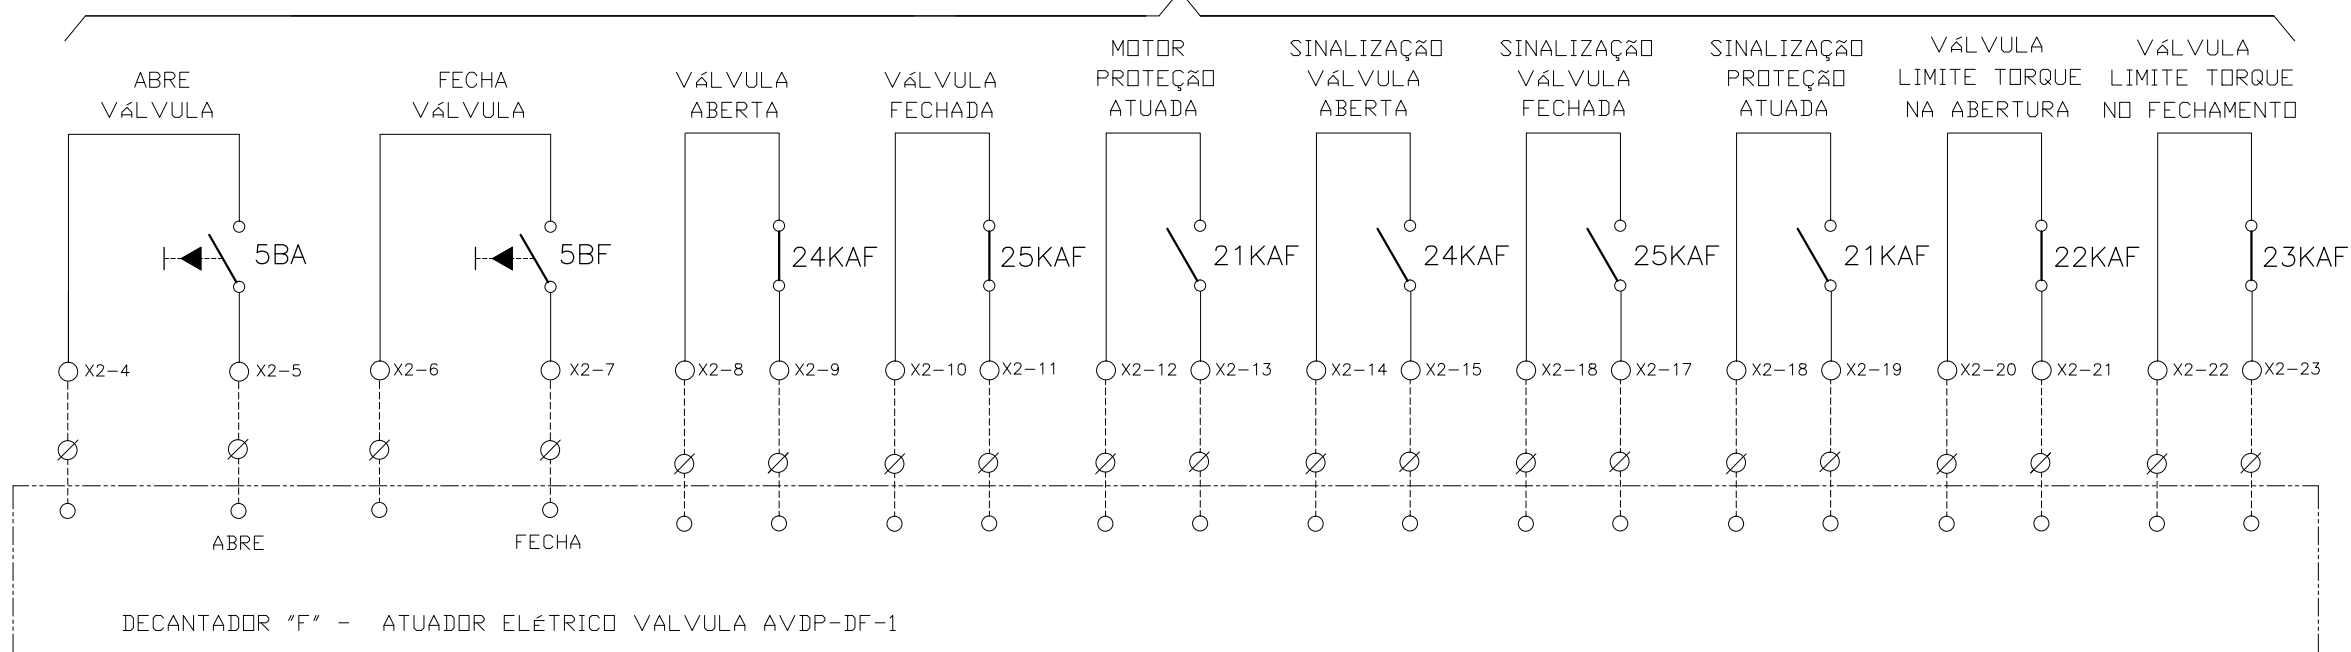 ABRE
VáLVULA
FECHA
VáLVULA
VáLVULA
ABERTA
VáLVULA
FECHADA
MOTOR
PROTEÇãO
ATUADA
SINALIZAÇãO
VáLVULA
ABERTA
SINALIZAÇãO
VáLVULA
FECHADA
SINALIZAÇãO
PROTEÇãO
ATUADA
VáLVULA
LIMITE TORQUE
NA ABERTURA
VáLVULA
LIMITE TORQUE
NO FECHAMENTO
5BA
5BF
24KAF
25KAF
21KAF
24KAF
25KAF
21KAF
22KAF
23KAF
X2-4
X2-5
X2-6
X2-7
X2-8
X2-9
X2-10
X2-11
X2-12
X2-13
X2-14
X2-15
X2-18
X2-17
X2-18
X2-19
X2-20
X2-21
X2-22
X2-23
ABRE
FECHA
DECANTADOR "F" - ATUADOR ELéTRICO VALVULA AVDP-DF-1